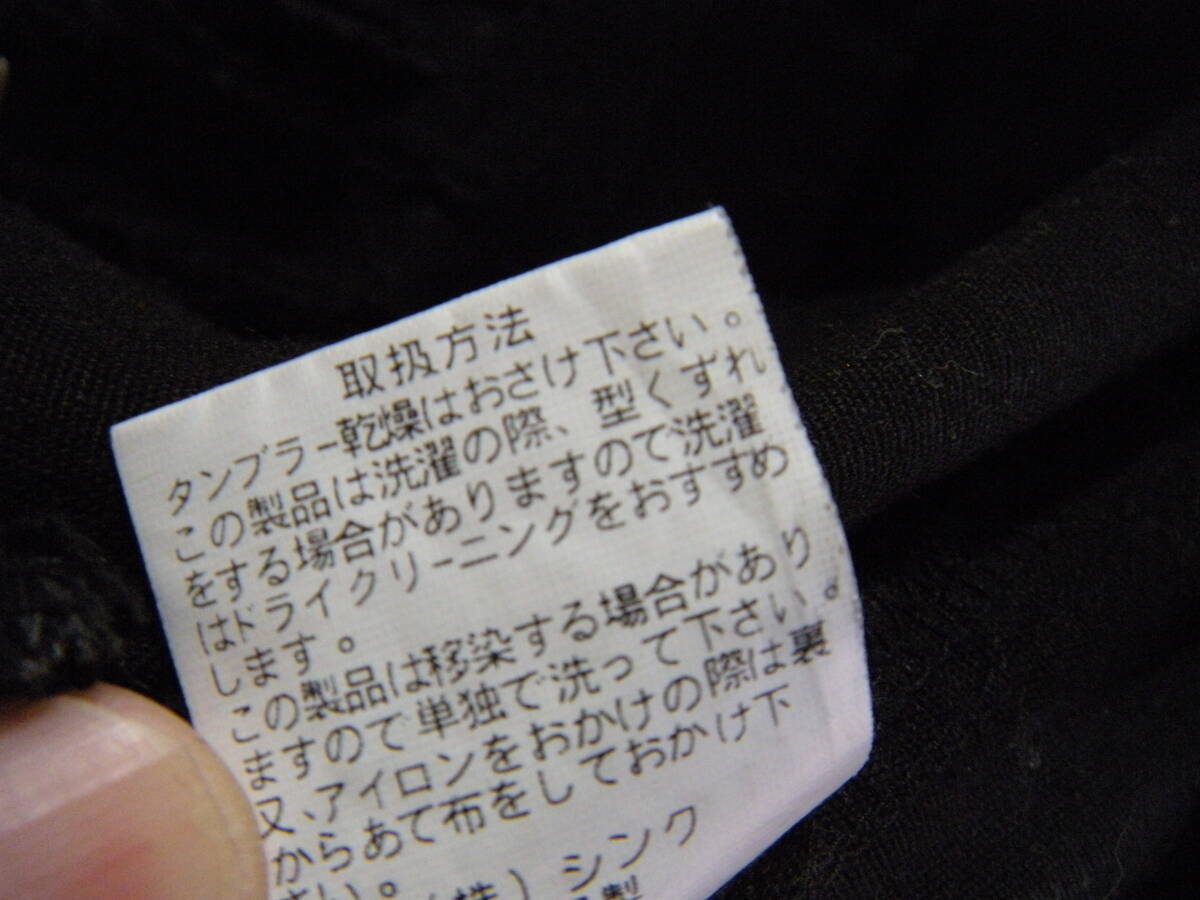 取扱方法
タンブラー乾燥はおさけ下さい。
この製品は洗濯の際、型くずれ
をする場合がありますので洗濯
はドライクリーニングをおすすめ
します。
この製品は移染する場合があり
ますので単独で洗って下さい。
又、アイロンをおかけの際は裏
からあて布をしておかけ下
さい。
(株)シンク
製